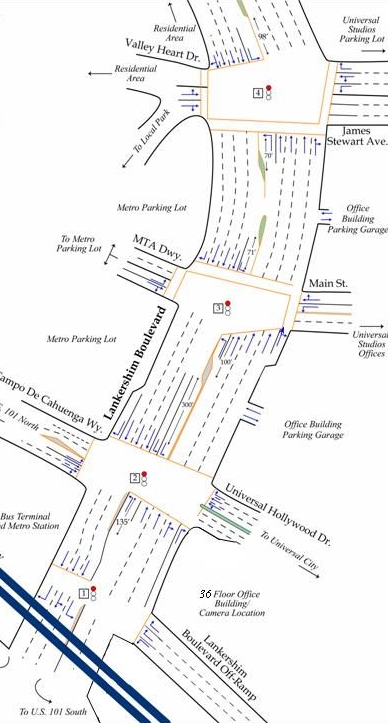 Residential
Area
Universal
Studios
Parking Lot
98'
Valley Heart Dr.
Residential
Area
4
To Local Park
James
Stewart Ave.
70'
Metro Parking Lot
Office
Building
Parking Garage
To Metro
Parking Lot
MTA Dwy.
71'
Main St.
3
Universal
Studios
Offices
Metro Parking Lot
Lankershim Boulevard
100'
300'
ampo De Cahuenga Wy.
. 101 North
Office Building
Parking Garage
2
Universal Hollywood Dr.
To Universal City
Bus Terminal
d Metro Station
135'
1
36 Floor Office
Building/
Camera Location
Lankershim
Boulevard Off-Ramp
To U.S. 101 South